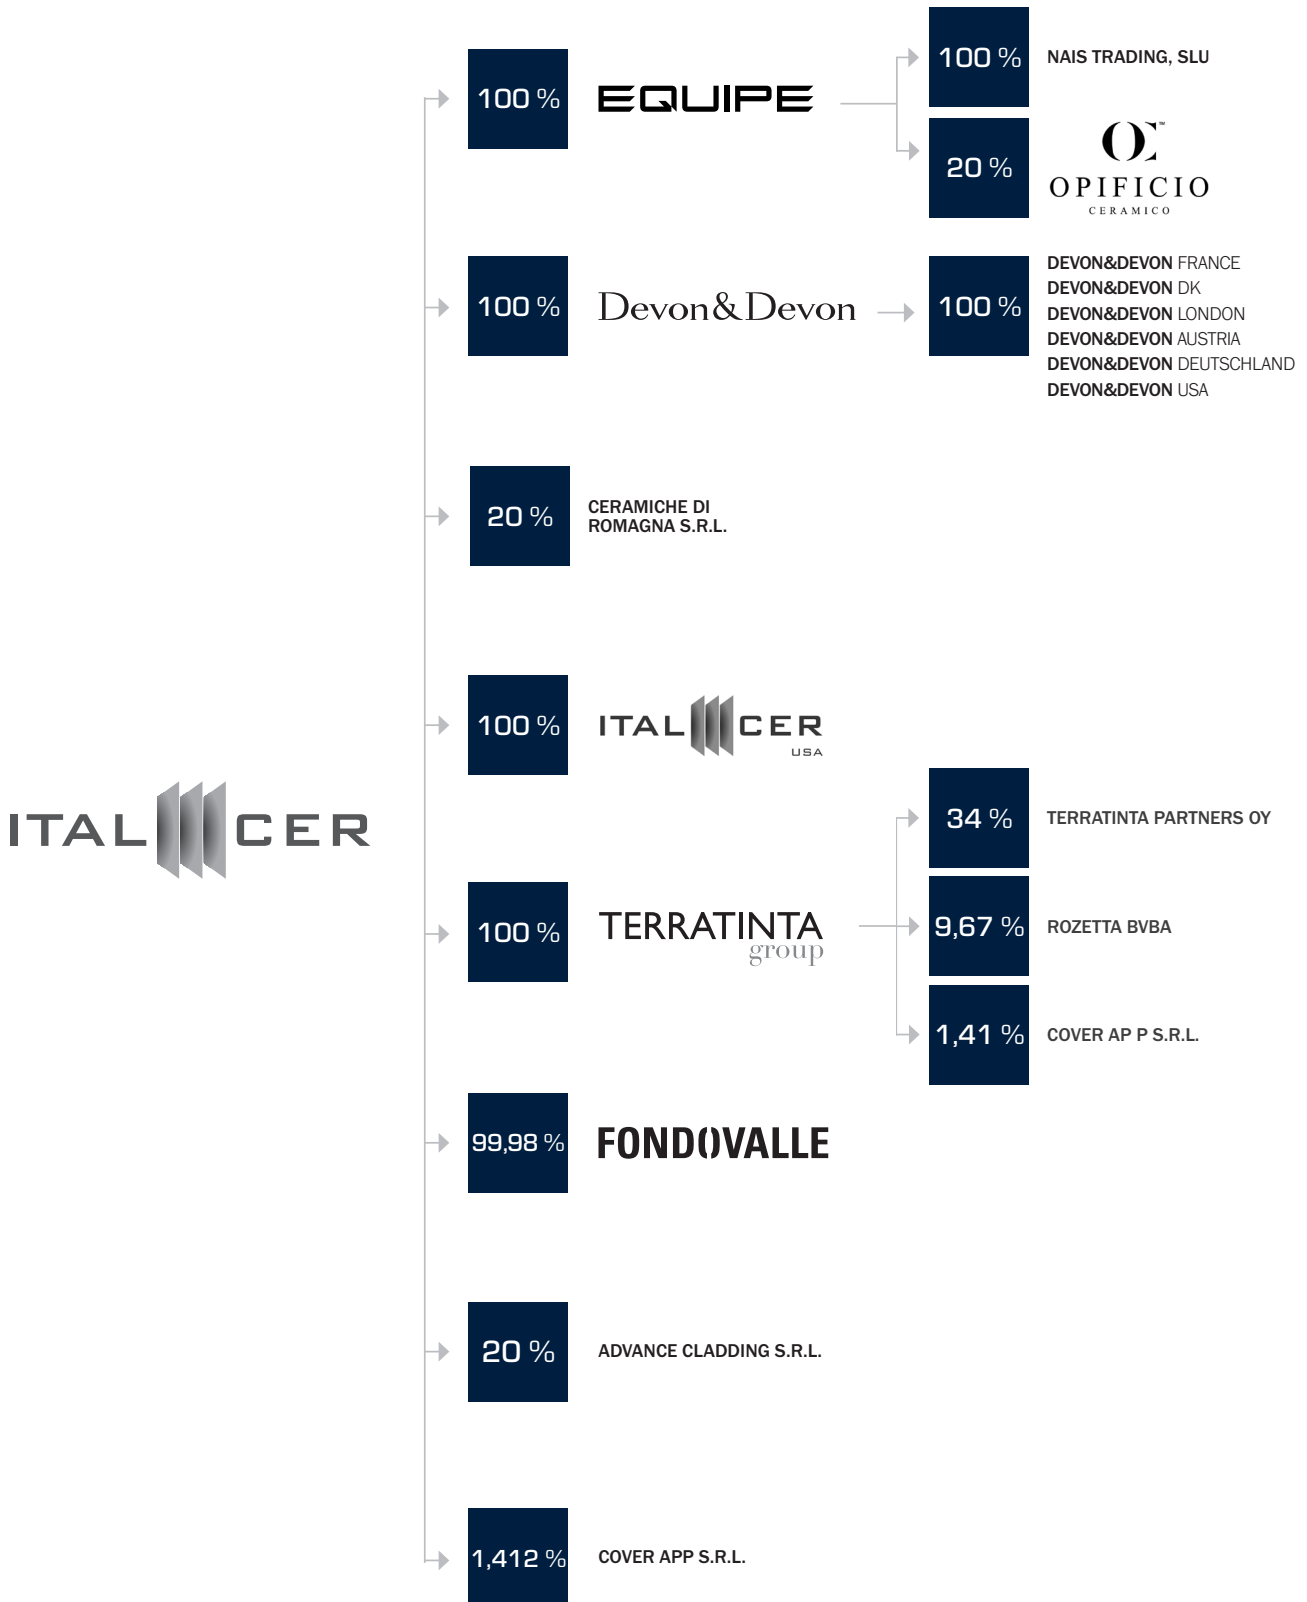 ITALCER
100 %
EQUIPE
100 %
NAIS TRADING, SLU
20 %
OC™
OPIFICIO
CERAMICO
100 %
Devon&Devon
100 %
DEVON&DEVON FRANCE
DEVON&DEVON DK
DEVON&DEVON LONDON
DEVON&DEVON AUSTRIA
DEVON&DEVON DEUTSCHLAND
DEVON&DEVON USA
20 %
CERAMICHE DI
ROMAGNA S.R.L.
100 %
ITALCER
USA
100 %
TERRATINTA
group
34 %
TERRATINTA PARTNERS OY
9,67 %
ROZETTA BVBA
1,41 %
COVER AP P S.R.L.
99,98 %
FONDOVALLE
20 %
ADVANCE CLADDING S.R.L.
1,412 %
COVER APP S.R.L.